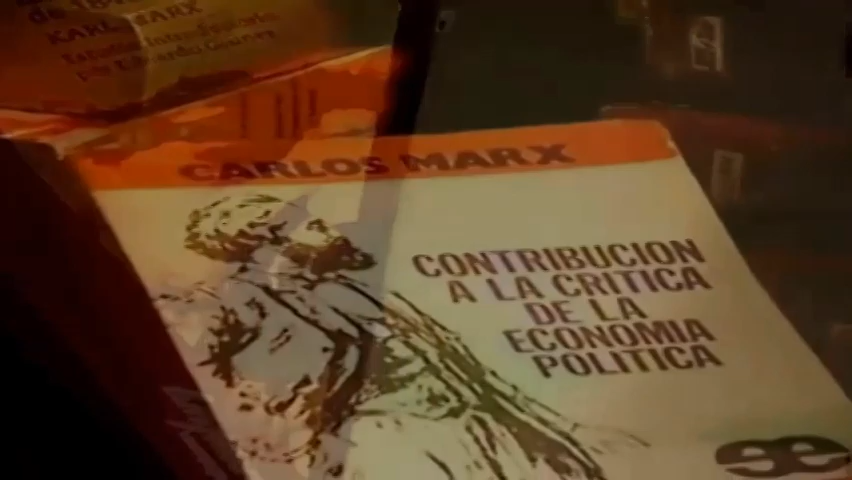 KARL MARX
CARLOS MARX
CONTRIBUCION
A LA CRITICA
DE LA
ECONOMIA
POLITICA